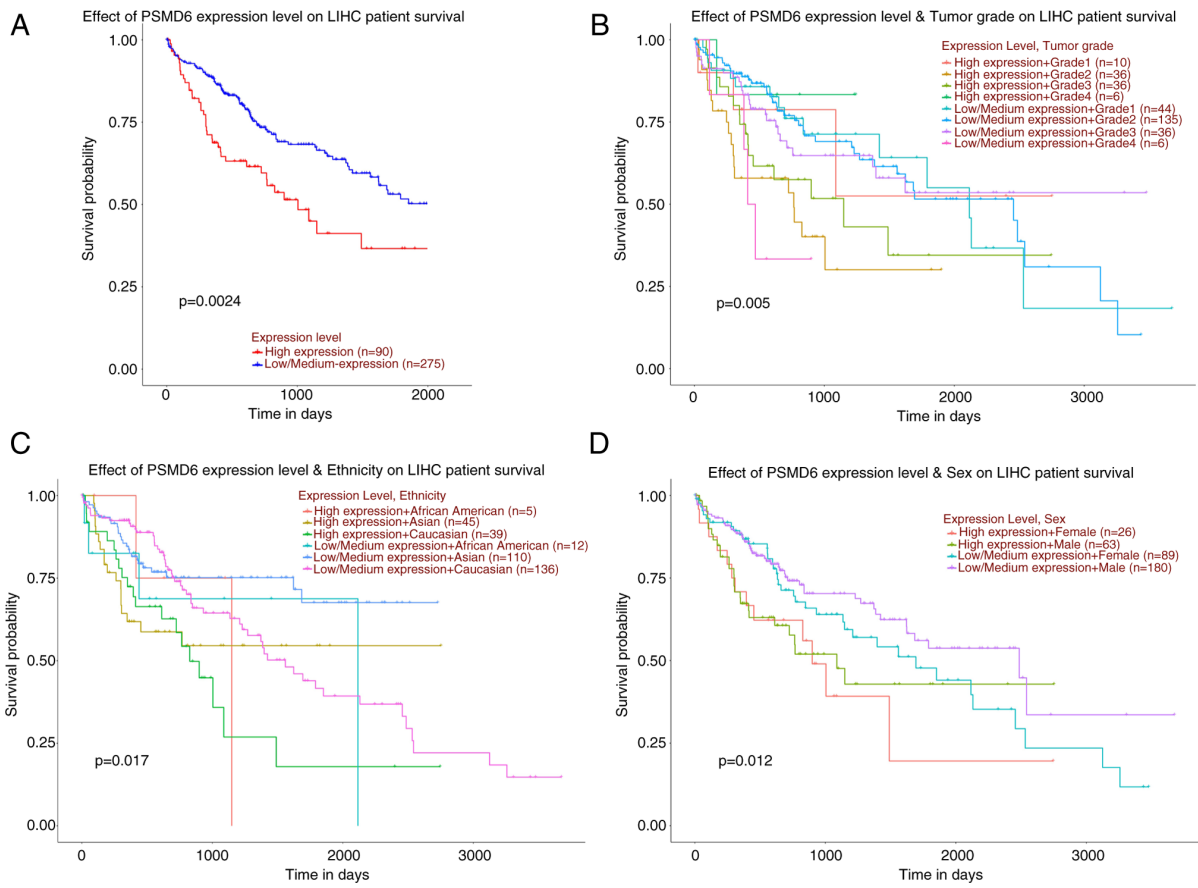 A
Effect of PSMD6 expression level on LIHC patient survival
1.00
0.75
0.50
0.25
0.00
Survival probability
p=0.0024
Expression level
High expression (n=90)
Low/Medium-expression (n=275)
0
1000
2000
Time in days
B
Effect of PSMD6 expression level & Tumor grade on LIHC patient survival
1.00
0.75
0.50
0.25
0.00
Survival probability
Expression Level, Tumor grade
High expression+Grade1 (n=10)
High expression+Grade2 (n=36)
High expression+Grade3 (n=36)
High expression+Grade4 (n=6)
Low/Medium expression+Grade1 (n=44)
Low/Medium expression+Grade2 (n=135)
Low/Medium expression+Grade3 (n=36)
Low/Medium expression+Grade4 (n=6)
p=0.005
0
1000
2000
3000
Time in days
C
Effect of PSMD6 expression level & Ethnicity on LIHC patient survival
1.00
0.75
0.50
0.25
0.00
Survival probability
Expression Level, Ethnicity
High expression+African American (n=5)
High expression+Asian (n=45)
High expression+Caucasian (n=39)
Low/Medium expression+African American (n=12)
Low/Medium expression+Asian (n=110)
Low/Medium expression+Caucasian (n=136)
p=0.017
0
1000
2000
3000
Time in days
D
Effect of PSMD6 expression level & Sex on LIHC patient survival
1.00
0.75
0.50
0.25
0.00
Survival probability
Expression Level, Sex
High expression+Female (n=26)
High expression+Male (n=63)
Low/Medium expression+Female (n=89)
Low/Medium expression+Male (n=180)
p=0.012
0
1000
2000
3000
Time in days